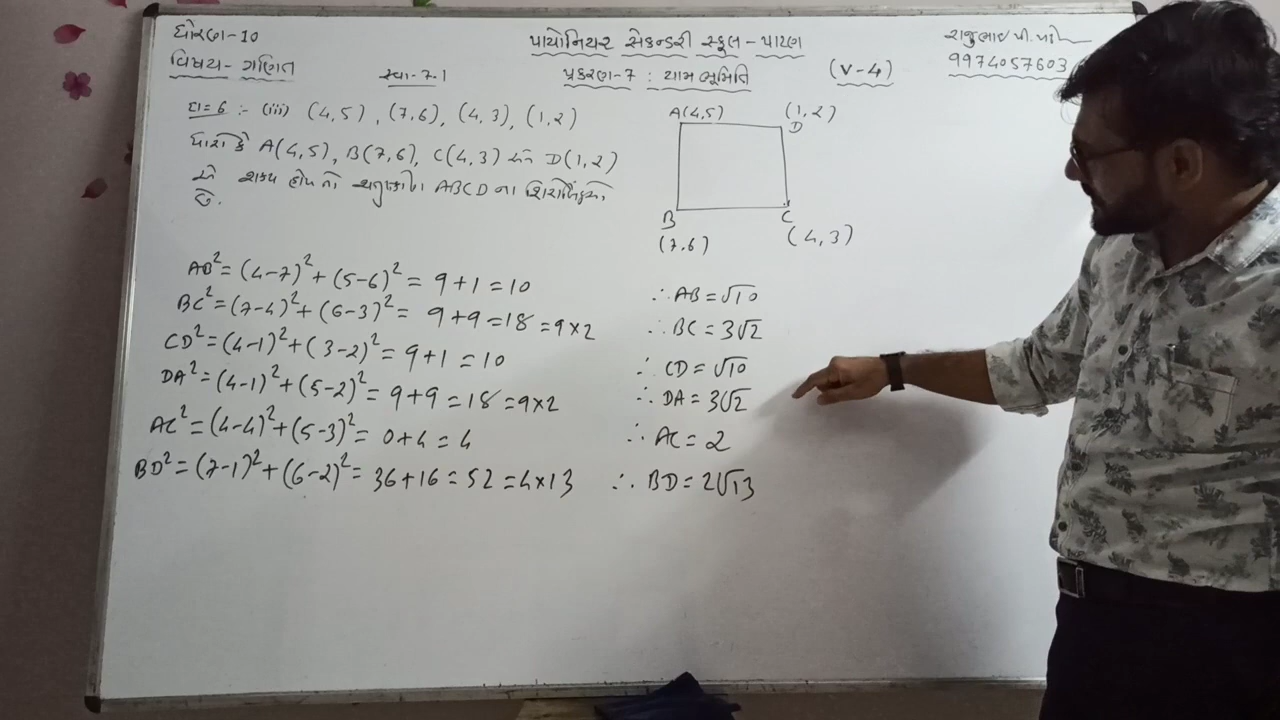 ધોરણ-10
પાયોનિયર સેકન્ડરી સ્કૂલ-પાટણ
રાજુભાઇ પી.
વિષય-ગણિત
સ્વા-7.1
પ્રકરણ-7 : યામ ભૂમિતિ
(V-4)
9974057603
દા=6 :- (iii) (4,5), (7,6), (4,3), (1,2)
ધારો કે A(4,5), B(7,6), C(4,3) અને D(1,2)
એ શક્ય હોય તો ચતુષ્કોણ ABCD ના શિરોબિંદુઓ
છે.
A(4,5)
(1,2)
D
B
C
(7,6)
(4,3)
AB²=(4-7)²+(5-6)²= 9+1=10 ∴AB=√10
BC²=(7-4)²+(6-3)²= 9+9=18=9×2 ∴BC=3√2
CD²=(4-1)²+(3-2)²=9+1=10 ∴CD=√10
DA²=(4-1)²+(5-2)²=9+9=18=9×2 ∴DA=3√2
AC²=(4-4)²+(5-3)²=0+4=4 ∴AC=2
BD²=(7-1)²+(6-2)²=36+16=52=4×13 ∴BD=2√13